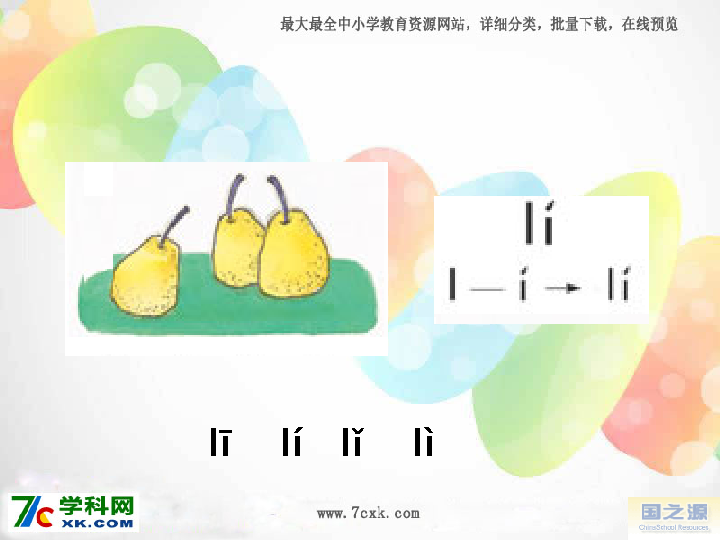 最大最全中小学教育资源网站，详细分类，批量下载，在线预览
lí
l — í → lí
lī lí lǐ lì
7C 学科网
XK.COM
www.7cxk.com
国之源
ChinaSchool Resources